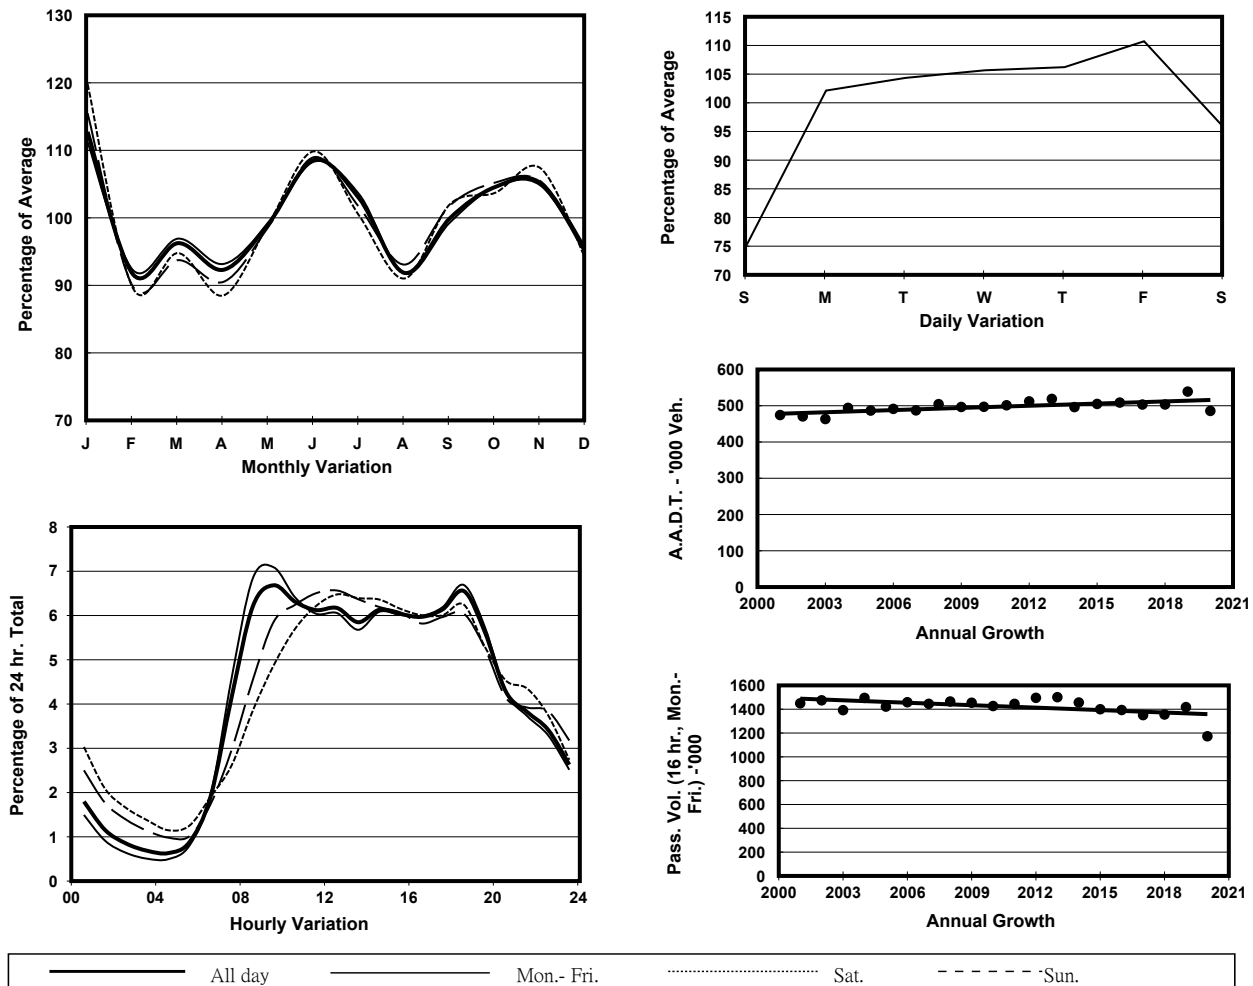 130
120
110
100
90
80
70
Percentage of Average
J F M A M J J A S O N D
Monthly Variation
115
115
110
105
100
95
90
85
80
75
70
Percentage of Average
S M T W T F S
Daily Variation
600
500
400
300
200
100
0
A.A.D.T. - '000 Veh.
2000 2003 2006 2009 2012 2015 2018 2021
Annual Growth
8
7
6
5
4
3
2
1
0
Percentage of 24 hr. Total
00 04 08 12 16 20 24
Hourly Variation
1600
1400
1200
1000
800
600
400
200
0
Pass. Vol. (16 hr., Mon.-
Fri.) -'000
2000 2003 2006 2009 2012 2015 2018 2021
Annual Growth
All day Mon.- Fri. Sat. Sun.